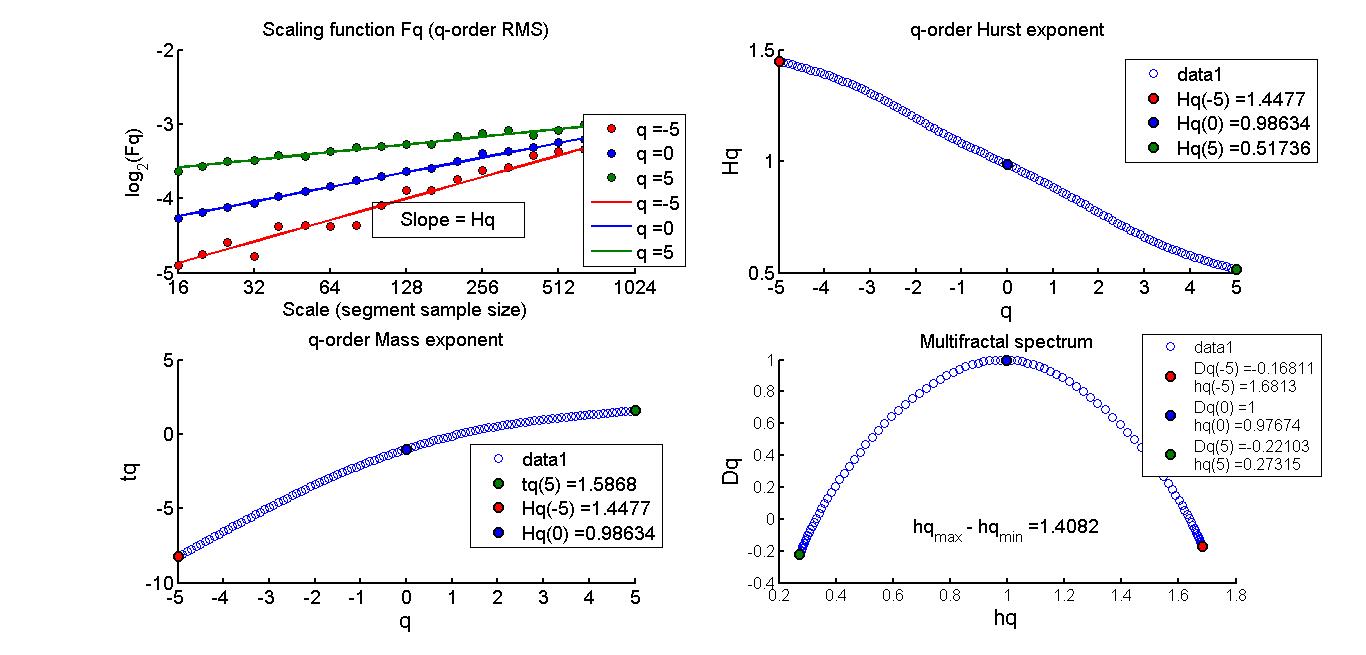 Scaling function Fq (q-order RMS)
-2
-3
-4
-5
log2(Fq)
16 32 64 128 256 512 1024
Scale (segment sample size)
Slope = Hq
q =-5
q =0
q =5
q =-5
q =0
q =5
q-order Hurst exponent
1.5
1
0.5
Hq
-5 -4 -3 -2 -1 0 1 2 3 4 5
q
data1
Hq(-5) =1.4477
Hq(0) =0.98634
Hq(5) =0.51736
q-order Mass exponent
5
0
-5
-10
tq
-5 -4 -3 -2 -1 0 1 2 3 4 5
q
data1
tq(5) =1.5868
Hq(-5) =1.4477
Hq(0) =0.98634
Multifractal spectrum
1
0.8
0.6
0.4
0.2
0
-0.2
-0.4
Dq
0.2 0.4 0.6 0.8 1 1.2 1.4 1.6 1.8
hq
hqmax - hqmin =1.4082
data1
Dq(-5) =-0.16811
hq(-5) =1.6813
Dq(0) =1
hq(0) =0.97674
Dq(5) =-0.22103
hq(5) =0.27315